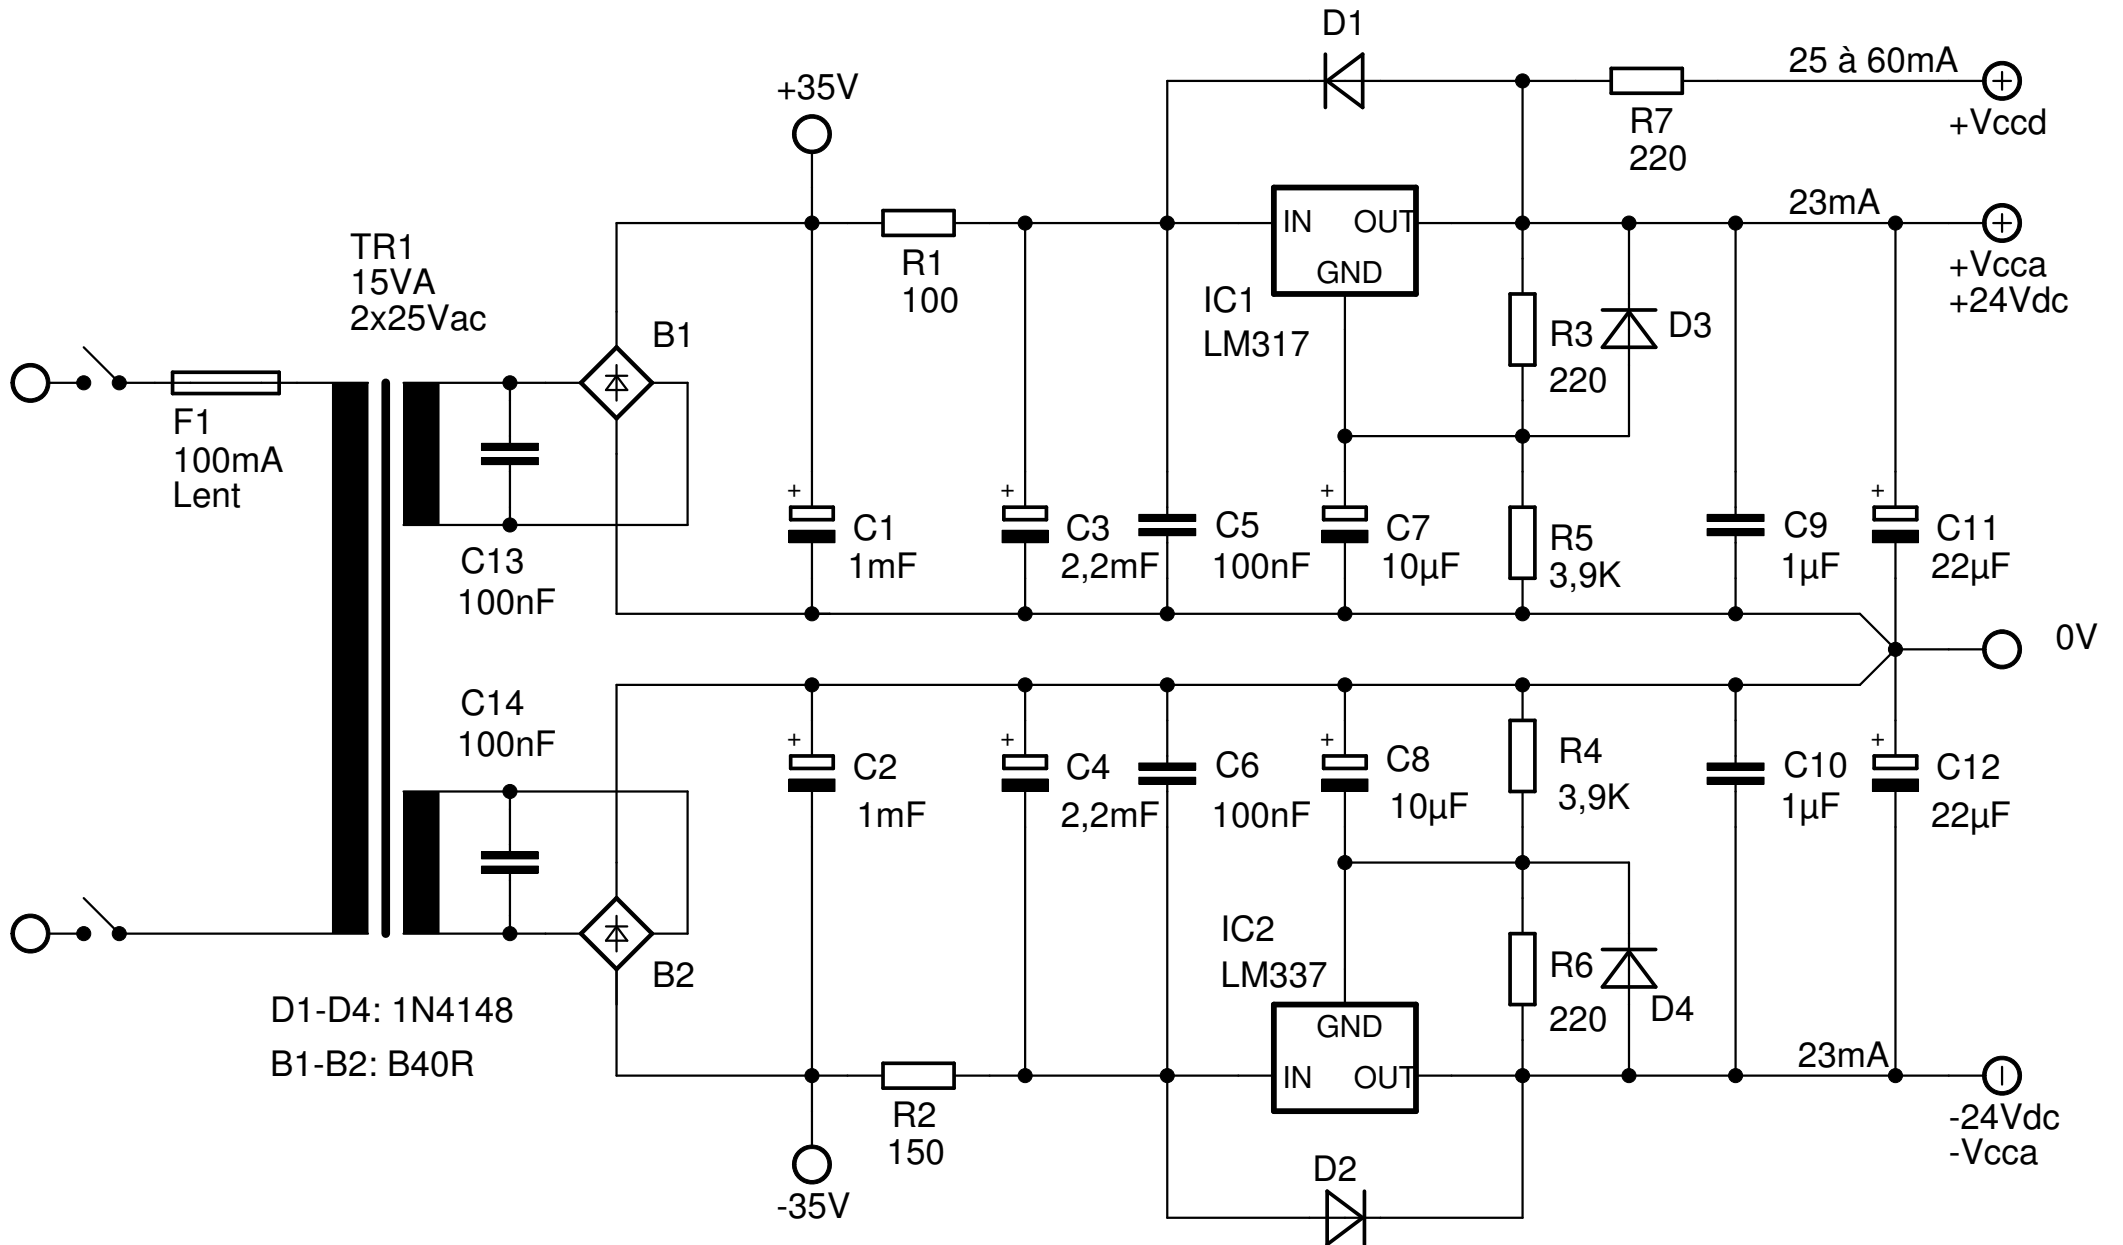 D1
25 à 60mA
+35V
+Vccd
R7
220
23mA
IN
OUT
GND
TR1
15VA
2x25Vac
R1
100
+Vcca
+24Vdc
IC1
LM317
B1
R3
220
D3
F1
100mA
Lent
+
C1
1mF
+
C3
2,2mF
C5
100nF
+
C7
10µF
R5
3,9K
C9
1µF
+
C11
22µF
C13
100nF
0V
C14
100nF
+
C2
1mF
+
C4
2,2mF
C6
100nF
+
C8
10µF
R4
3,9K
C10
1µF
+
C12
22µF
IC2
LM337
R6
220
D4
B2
D1-D4: 1N4148
B1-B2: B40R
GND
IN
OUT
23mA
R2
150
-24Vdc
-Vcca
D2
-35V